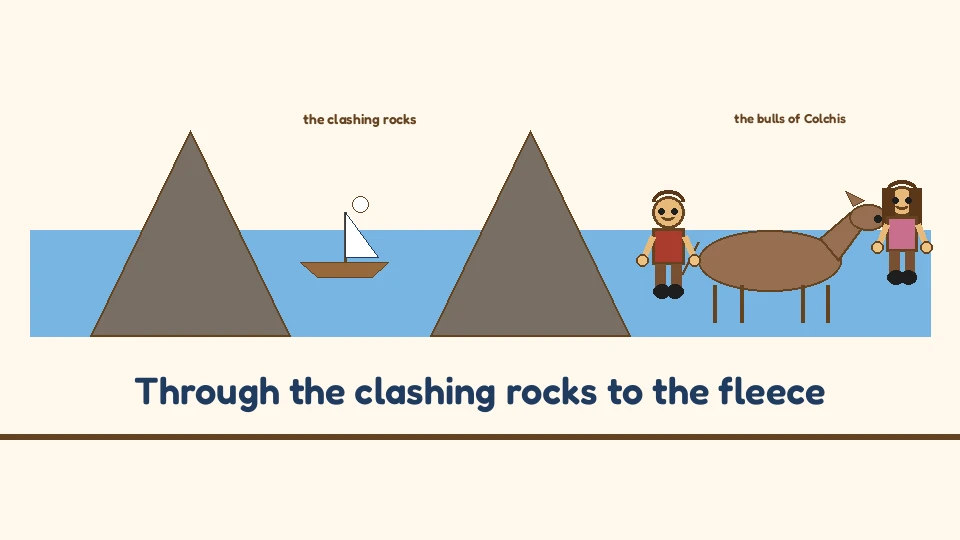 the clashing rocks
the bulls of Colchis
Through the clashing rocks to the fleece